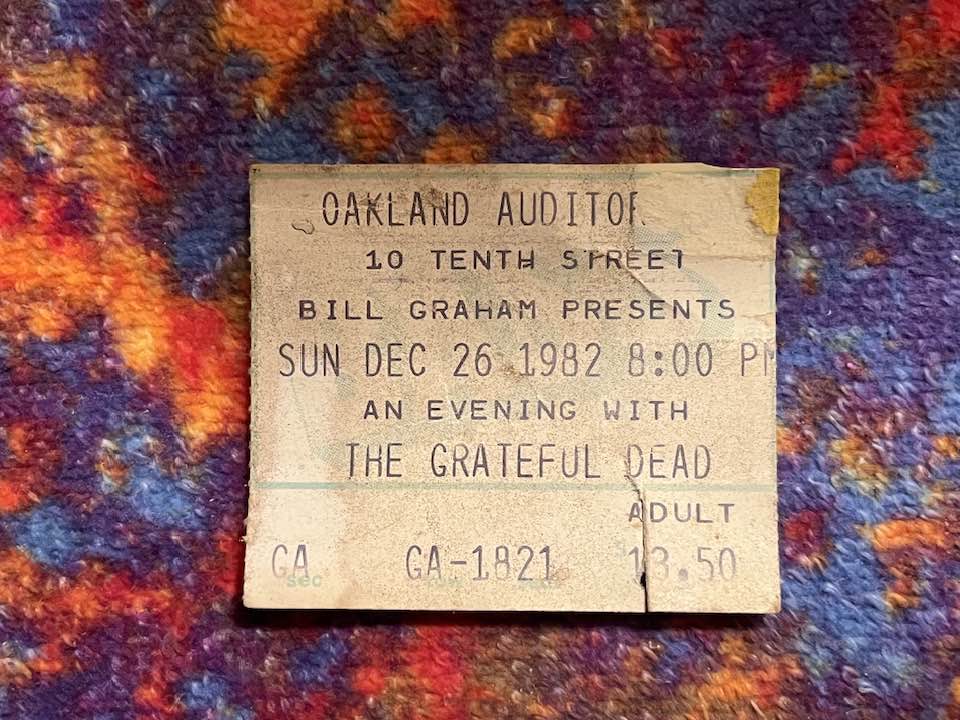 OAKLAND AUDITOR
10 TENTH STREET
BILL GRAHAM PRESENTS
SUN DEC 26 1982 8:00 PM
AN EVENING WITH
THE GRATEFUL DEAD
ADULT
GA GA-1821 13.50
sec